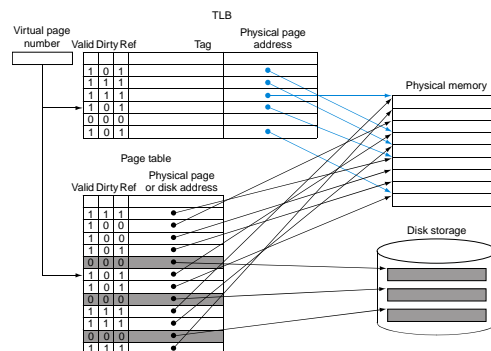 TLB
Virtual page
number
Valid Dirty Ref
Tag
Physical page
address
1 0 1
1 1 1
1 1 1
1 0 1
0 0 0
1 0 1
Physical memory
Page table
Valid Dirty Ref
Physical page
or disk address
1 1 1
1 0 0
1 0 0
1 0 1
0 0 0
1 0 1
1 0 1
0 0 0
1 1 1
1 1 1
0 0 0
1 1 1
Disk storage